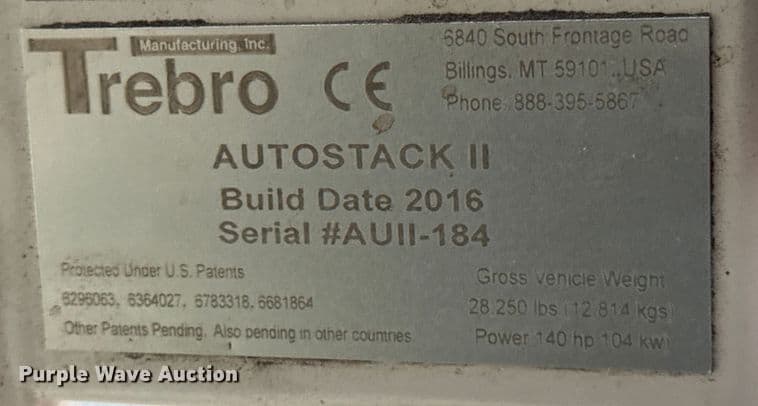 Trebro
Manufacturing, Inc.
CE
6840 South Frontage Road
Billings, MT 59101 USA
Phone: 888-395-5867
AUTOSTACK II
Build Date 2016
Serial #AUII-184
Protected Under U.S. Patents
6296063, 6364027, 6783318, 6681864
Other Patents Pending. Also pending in other countries
Gross Vehicle Weight
28,250 lbs (12,814 kgs)
Power 140 hp 104 kw
Purple Wave Auction